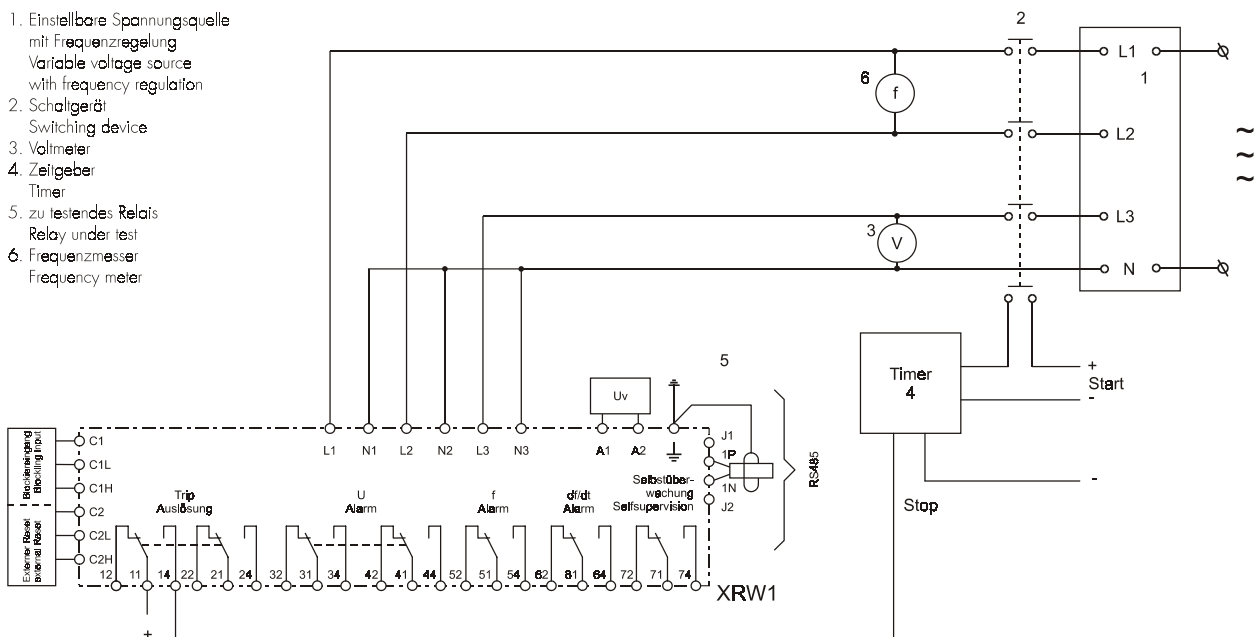 1. Einstellbare Spannungsquelle
mit Frequenzregelung
Variable voltage source
with frequency regulation
2. Schaltgerät
Switching device
3. Voltmeter
4. Zeitgeber
Timer
5. zu testendes Relais
Relay under test
6. Frequenzmesser
Frequency meter
2
L1
1
6
f
L2
~
~
~
L3
3
V
N
5
Timer
4
+
Start
-
-
Stop
Uv
L1 N1 L2 N2 L3 N3 A1 A2
J1
1P
1N
J2
RS485
Blockiereingang
Blockling Input
Externer Reset
external Reset
C1
C1L
C1H
C2
C2L
C2H
Trip
Auslösung
U
Alarm
f
Alarm
df/dt
Alarm
Selbstüber-
wachung
Selfsupervision
12 11 14 22 21 24 32 31 34 42 41 44 52 51 54 62 81 64 72 71 74
XRW1
+